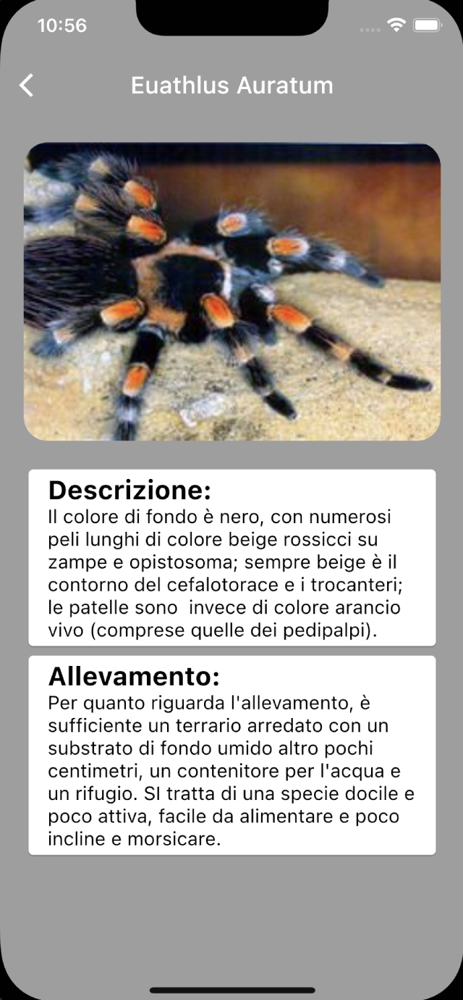 10:56
Euathlus Auratum
Descrizione:
Il colore di fondo è nero, con numerosi
peli lunghi di colore beige rossicci su
zampe e opistosoma; sempre beige è il
contorno del cefalotorace e i trocanteri;
le patelle sono  invece di colore arancio
vivo (comprese quelle dei pedipalpi).
Allevamento:
Per quanto riguarda l'allevamento, è
sufficiente un terrario arredato con un
substrato di fondo umido altro pochi
centimetri, un contenitore per l'acqua e
un rifugio. SI tratta di una specie docile e
poco attiva, facile da alimentare e poco
incline e morsicare.